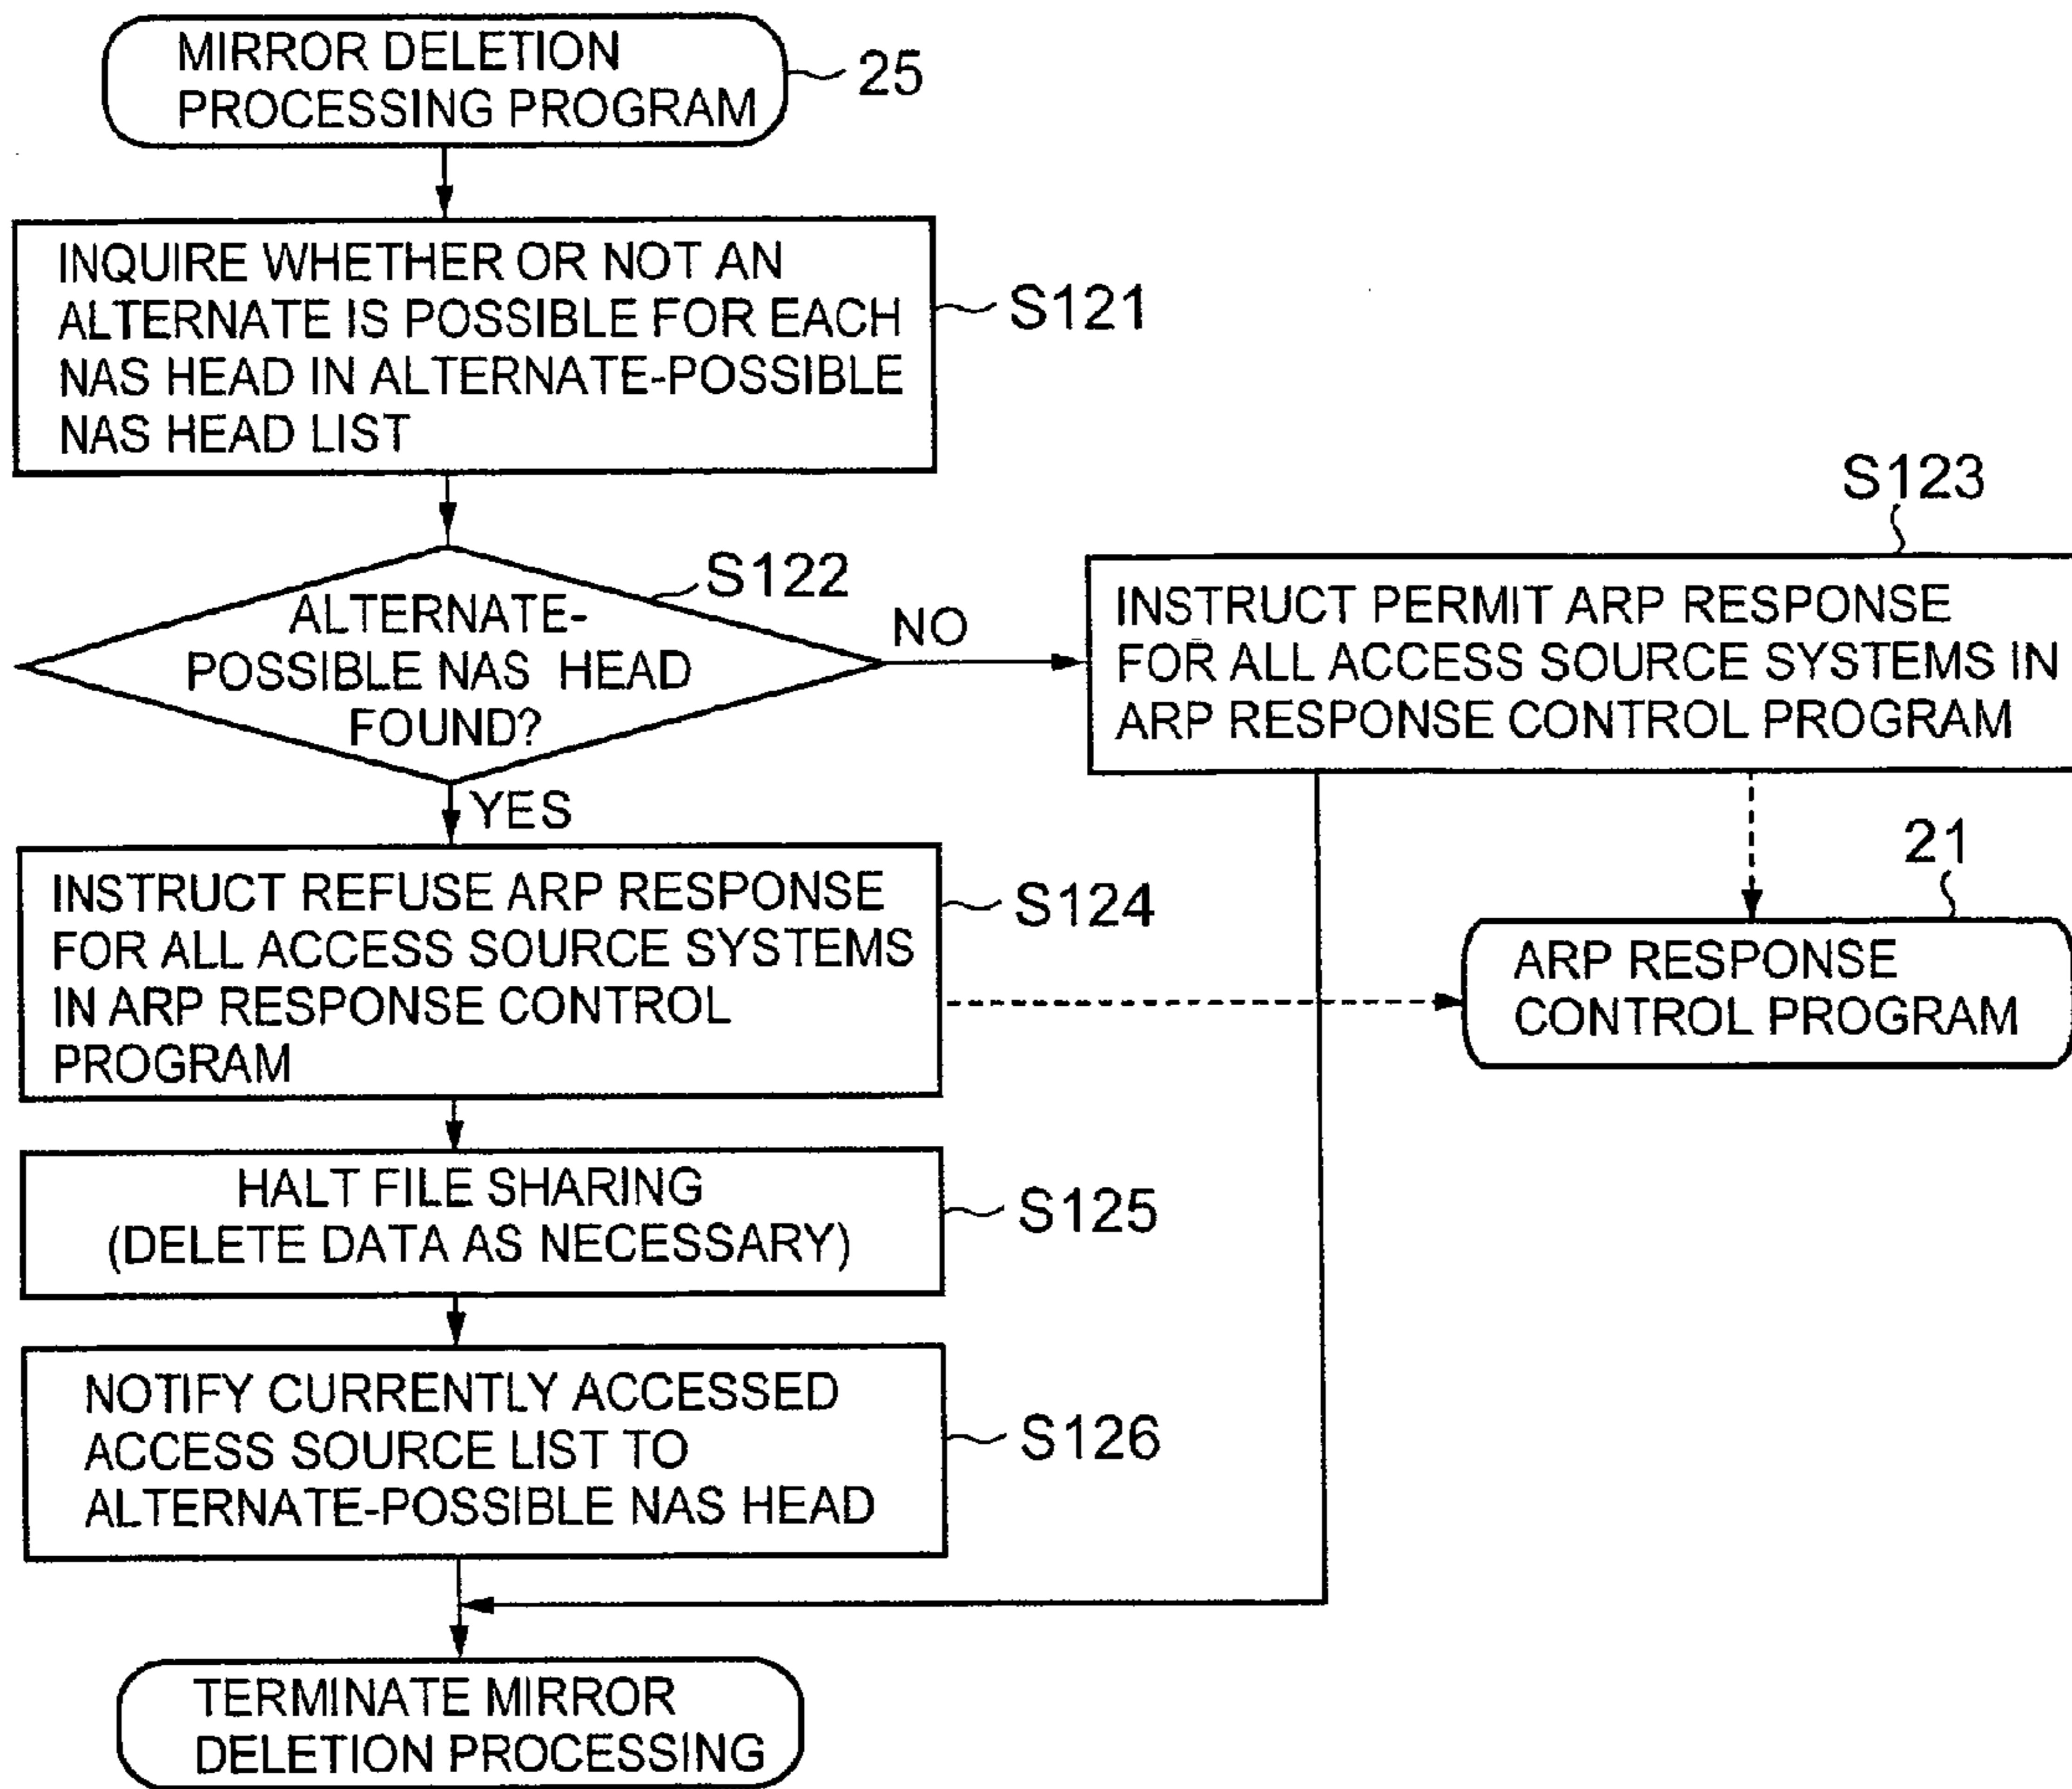 MIRROR DELETION
PROCESSING PROGRAM
25
INQUIRE WHETHER OR NOT AN
ALTERNATE IS POSSIBLE FOR EACH
NAS HEAD IN ALTERNATE-POSSIBLE
NAS HEAD LIST
S121
S122
ALTERNATE-
POSSIBLE NAS HEAD
FOUND?
NO
YES
S123
INSTRUCT PERMIT ARP RESPONSE
FOR ALL ACCESS SOURCE SYSTEMS IN
ARP RESPONSE CONTROL PROGRAM
21
ARP RESPONSE
CONTROL PROGRAM
INSTRUCT REFUSE ARP RESPONSE
FOR ALL ACCESS SOURCE SYSTEMS
IN ARP RESPONSE CONTROL
PROGRAM
S124
HALT FILE SHARING
(DELETE DATA AS NECESSARY)
S125
NOTIFY CURRENTLY ACCESSED
ACCESS SOURCE LIST TO
ALTERNATE-POSSIBLE NAS HEAD
S126
TERMINATE MIRROR
DELETION PROCESSING